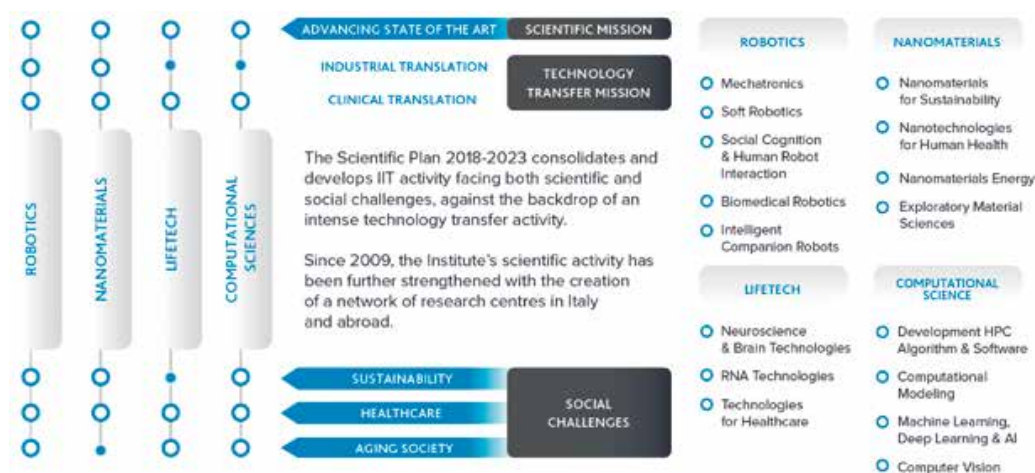 ADVANCING STATE OF THE ART
SCIENTIFIC MISSION
INDUSTRIAL TRANSLATION
CLINICAL TRANSLATION
TECHNOLOGY
TRANSFER MISSION
ROBOTICS
NANOMATERIALS
LIFETECH
COMPUTATIONAL
SCIENCES
The Scientific Plan 2018-2023 consolidates and
develops IIT activity facing both scientific and
social challenges, against the backdrop of an
intense technology transfer activity.
Since 2009, the Institute's scientific activity has
been further strengthened with the creation
of a network of research centres in Italy
and abroad.
SUSTAINABILITY
HEALTHCARE
AGING SOCIETY
SOCIAL
CHALLENGES
ROBOTICS
Mechatronics
Soft Robotics
Social Cognition
& Human Robot
Interaction
Biomedical Robotics
Intelligent
Companion Robots
NANOMATERIALS
Nanomaterials
for Sustainability
Nanotechnologies
for Human Health
Nanomaterials Energy
Exploratory Material
Sciences
LIFETECH
Neuroscience
& Brain Technologies
RNA Technologies
Technologies
for Healthcare
COMPUTATIONAL
SCIENCE
Development HPC
Algorithm & Software
Computational
Modeling
Machine Learning,
Deep Learning & AI
Computer Vision